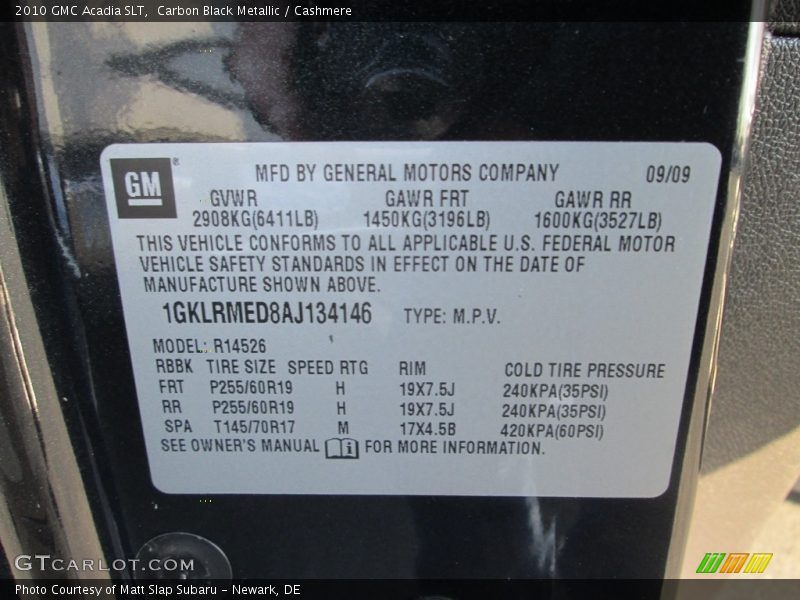 2010 GMC Acadia SLT, Carbon Black Metallic / Cashmere
GM ®
MFD BY GENERAL MOTORS COMPANY 09/09
GVWR GAWR FRT GAWR RR
2908KG(6411LB) 1450KG(3196LB) 1600KG(3527LB)
THIS VEHICLE CONFORMS TO ALL APPLICABLE U.S. FEDERAL MOTOR
VEHICLE SAFETY STANDARDS IN EFFECT ON THE DATE OF
MANUFACTURE SHOWN ABOVE.
1GKLRMED8AJ134146 TYPE: M.P.V.
MODEL: R14526
RBBK TIRE SIZE SPEED RTG RIM COLD TIRE PRESSURE
FRT P255/60R19 H 19X7.5J 240KPA(35PSI)
RR P255/60R19 H 19X7.5J 240KPA(35PSI)
SPA T145/70R17 M 17X4.5B 420KPA(60PSI)
SEE OWNER'S MANUAL i FOR MORE INFORMATION.
GTCARLOT.COM
Photo Courtesy of Matt Slap Subaru - Newark, DE